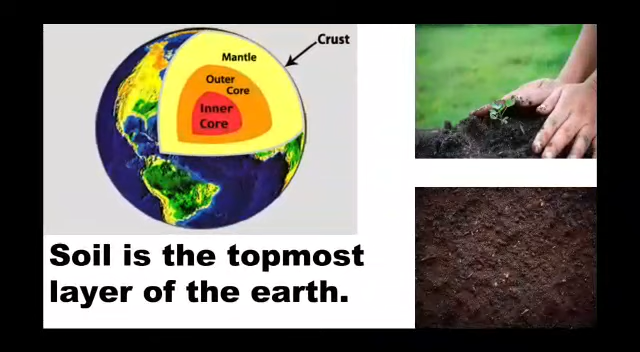 Crust
Mantle
Outer
Core
Inner
Core
Soil is the topmost
layer of the earth.